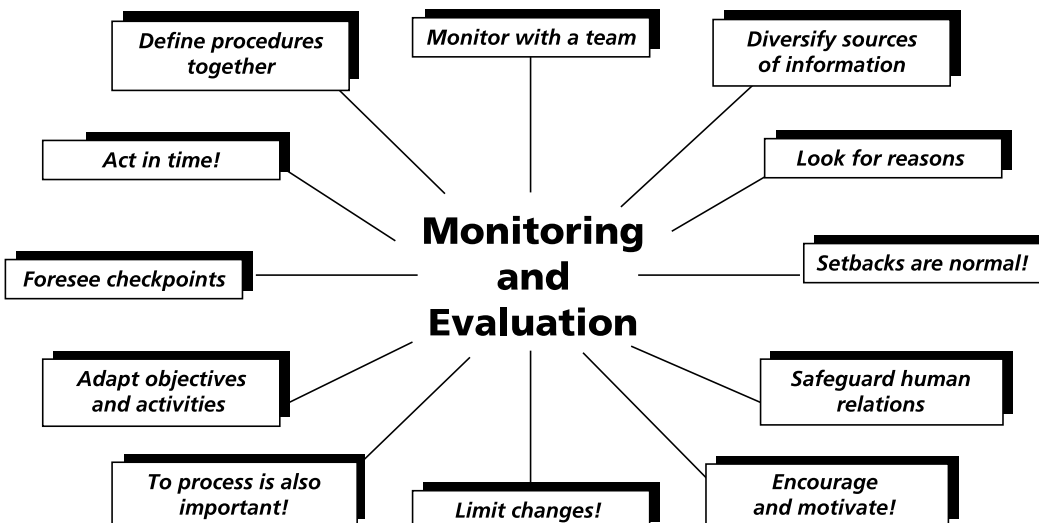 Define procedures
together
Monitor with a team
Diversify sources
of information
Act in time!
Look for reasons
Monitoring
and
Evaluation
Foresee checkpoints
Setbacks are normal!
Adapt objectives
and activities
Safeguard human
relations
To process is also
important!
Limit changes!
Encourage
and motivate!